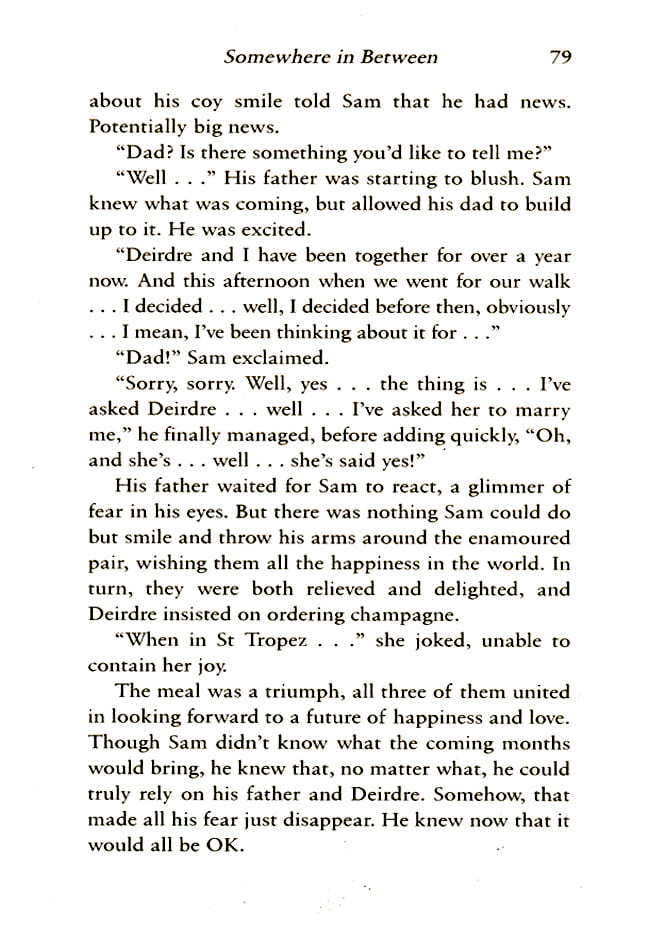 Somewhere in Between 79
about his coy smile told Sam that he had news.
Potentially big news.
“Dad? Is there something you’d like to tell me?”
“Well . . .” His father was starting to blush. Sam
knew what was coming, but allowed his dad to build
up to it. He was excited.
“Deirdre and I have been together for over a year
now. And this afternoon when we went for our walk
. . . I decided . . . well, I decided before then, obviously
. . . I mean, I’ve been thinking about it for . . .”
“Dad!” Sam exclaimed.
“Sorry, sorry. Well, yes . . . the thing is . . . I’ve
asked Deirdre . . . well . . . I’ve asked her to marry
me,” he finally managed, before adding quickly, “Oh,
and she’s . . . well . . . she’s said yes!”
His father waited for Sam to react, a glimmer of
fear in his eyes. But there was nothing Sam could do
but smile and throw his arms around the enamoured
pair, wishing them all the happiness in the world. In
turn, they were both relieved and delighted, and
Deirdre insisted on ordering champagne.
“When in St Tropez . . .” she joked, unable to
contain her joy.
The meal was a triumph, all three of them united
in looking forward to a future of happiness and love.
Though Sam didn’t know what the coming months
would bring, he knew that, no matter what, he could
truly rely on his father and Deirdre. Somehow, that
made all his fear just disappear. He knew now that it
would all be OK.